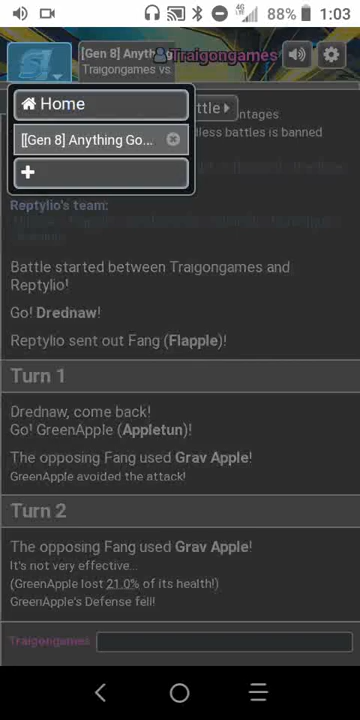 4G
88%
1:03
[Gen 8] Anyth
Traigongames
Traigongames vs.
Home
[[Gen 8] Anything Go...
ttle
ntages
dless battles is banned
Reptylio's team:
Battle started between Traigongames and
Reptylio!
Go! Drednaw!
Reptylio sent out Fang (Flapple)!
Turn 1
Drednaw, come back!
Go! GreenApple (Appletun)!
The opposing Fang used Grav Apple!
GreenApple avoided the attack!
Turn 2
The opposing Fang used Grav Apple!
It's not very effective...
(GreenApple lost 21.0% of its health!)
GreenApple's Defense fell!
Traigongames